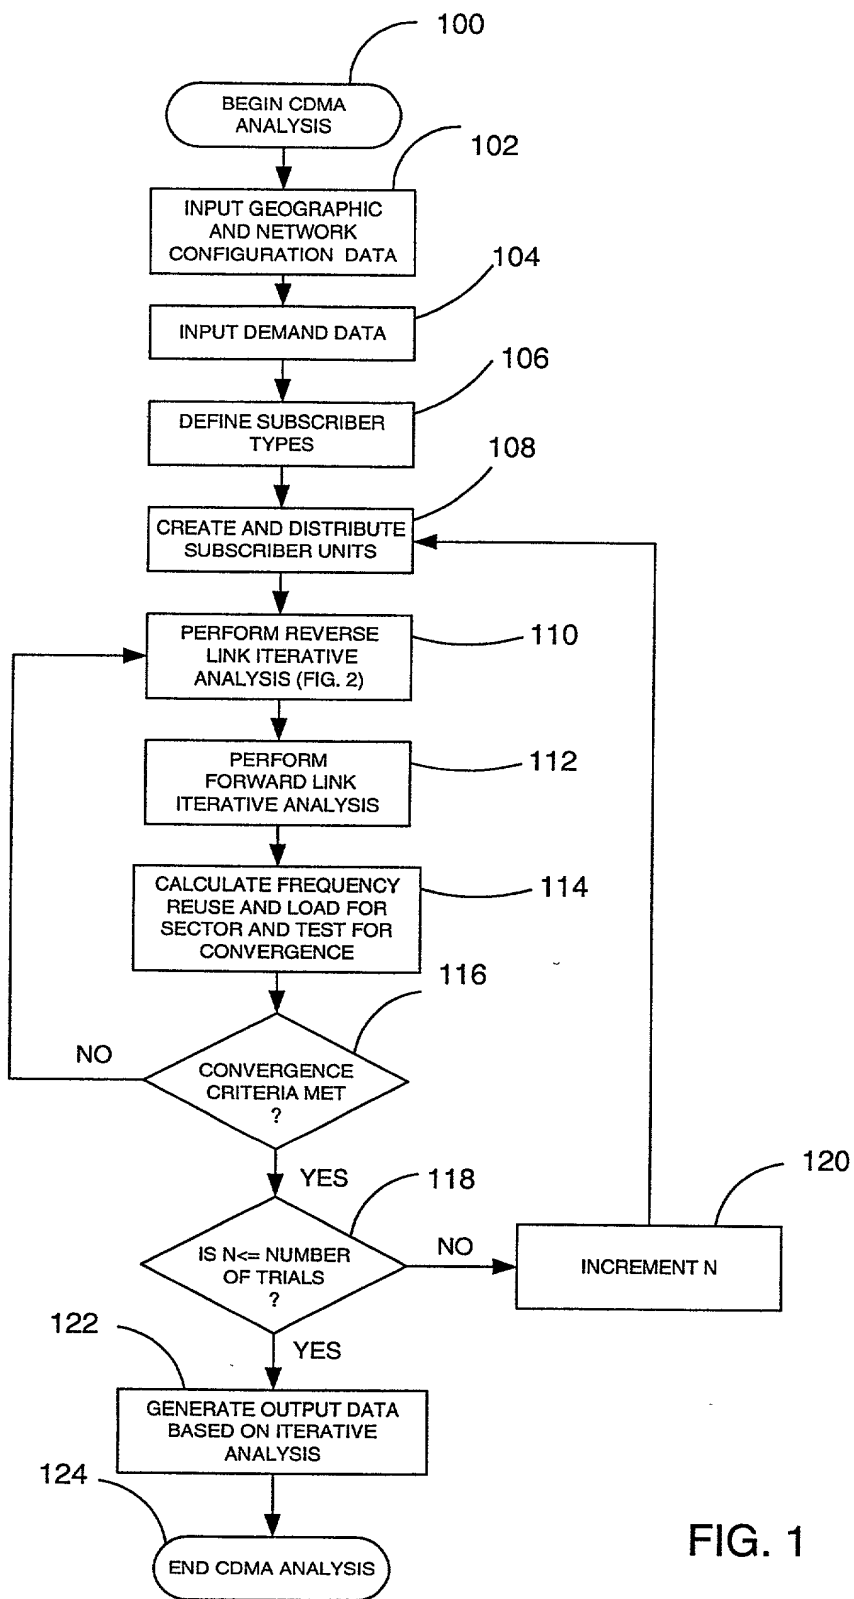 100
BEGIN CDMA
ANALYSIS
102
INPUT GEOGRAPHIC
AND NETWORK
CONFIGURATION DATA
104
INPUT DEMAND DATA
106
DEFINE SUBSCRIBER
TYPES
108
CREATE AND DISTRIBUTE
SUBSCRIBER UNITS
PERFORM REVERSE
LINK ITERATIVE
ANALYSIS (FIG. 2)
110
PERFORM
FORWARD LINK
ITERATIVE ANALYSIS
112
CALCULATE FREQUENCY
REUSE AND LOAD FOR
SECTOR AND TEST FOR
CONVERGENCE
114
116
NO
CONVERGENCE
CRITERIA MET
?
YES
118
120
IS N<= NUMBER
OF TRIALS
?
NO
INCREMENT N
122
YES
GENERATE OUTPUT DATA
BASED ON ITERATIVE
ANALYSIS
124
END CDMA ANALYSIS
FIG. 1